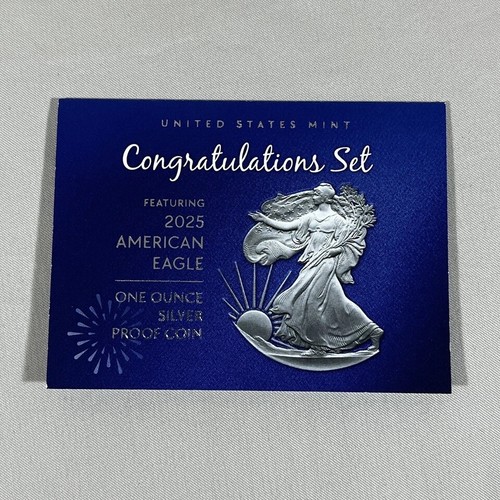 UNITED STATES MINT
Congratulations Set
FEATURING
2025
AMERICAN
EAGLE
ONE OUNCE
SILVER
PROOF COIN